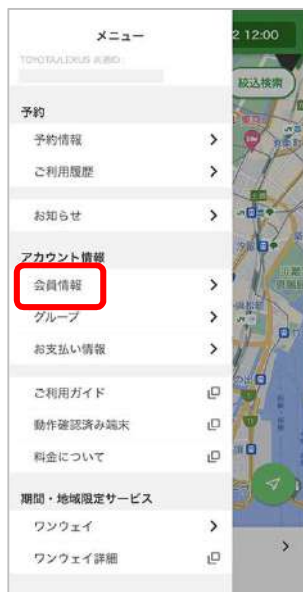 メニュー
2 12:00
TOYOTA/LEXUS 共通ID:
絞込検索
予約
予約情報
ご利用履歴
お知らせ
アカウント情報
会員情報
グループ
お支払い情報
ご利用ガイド
動作確認済み端末
料金について
期間・地域限定サービス
ワンウェイ
ワンウェイ詳細